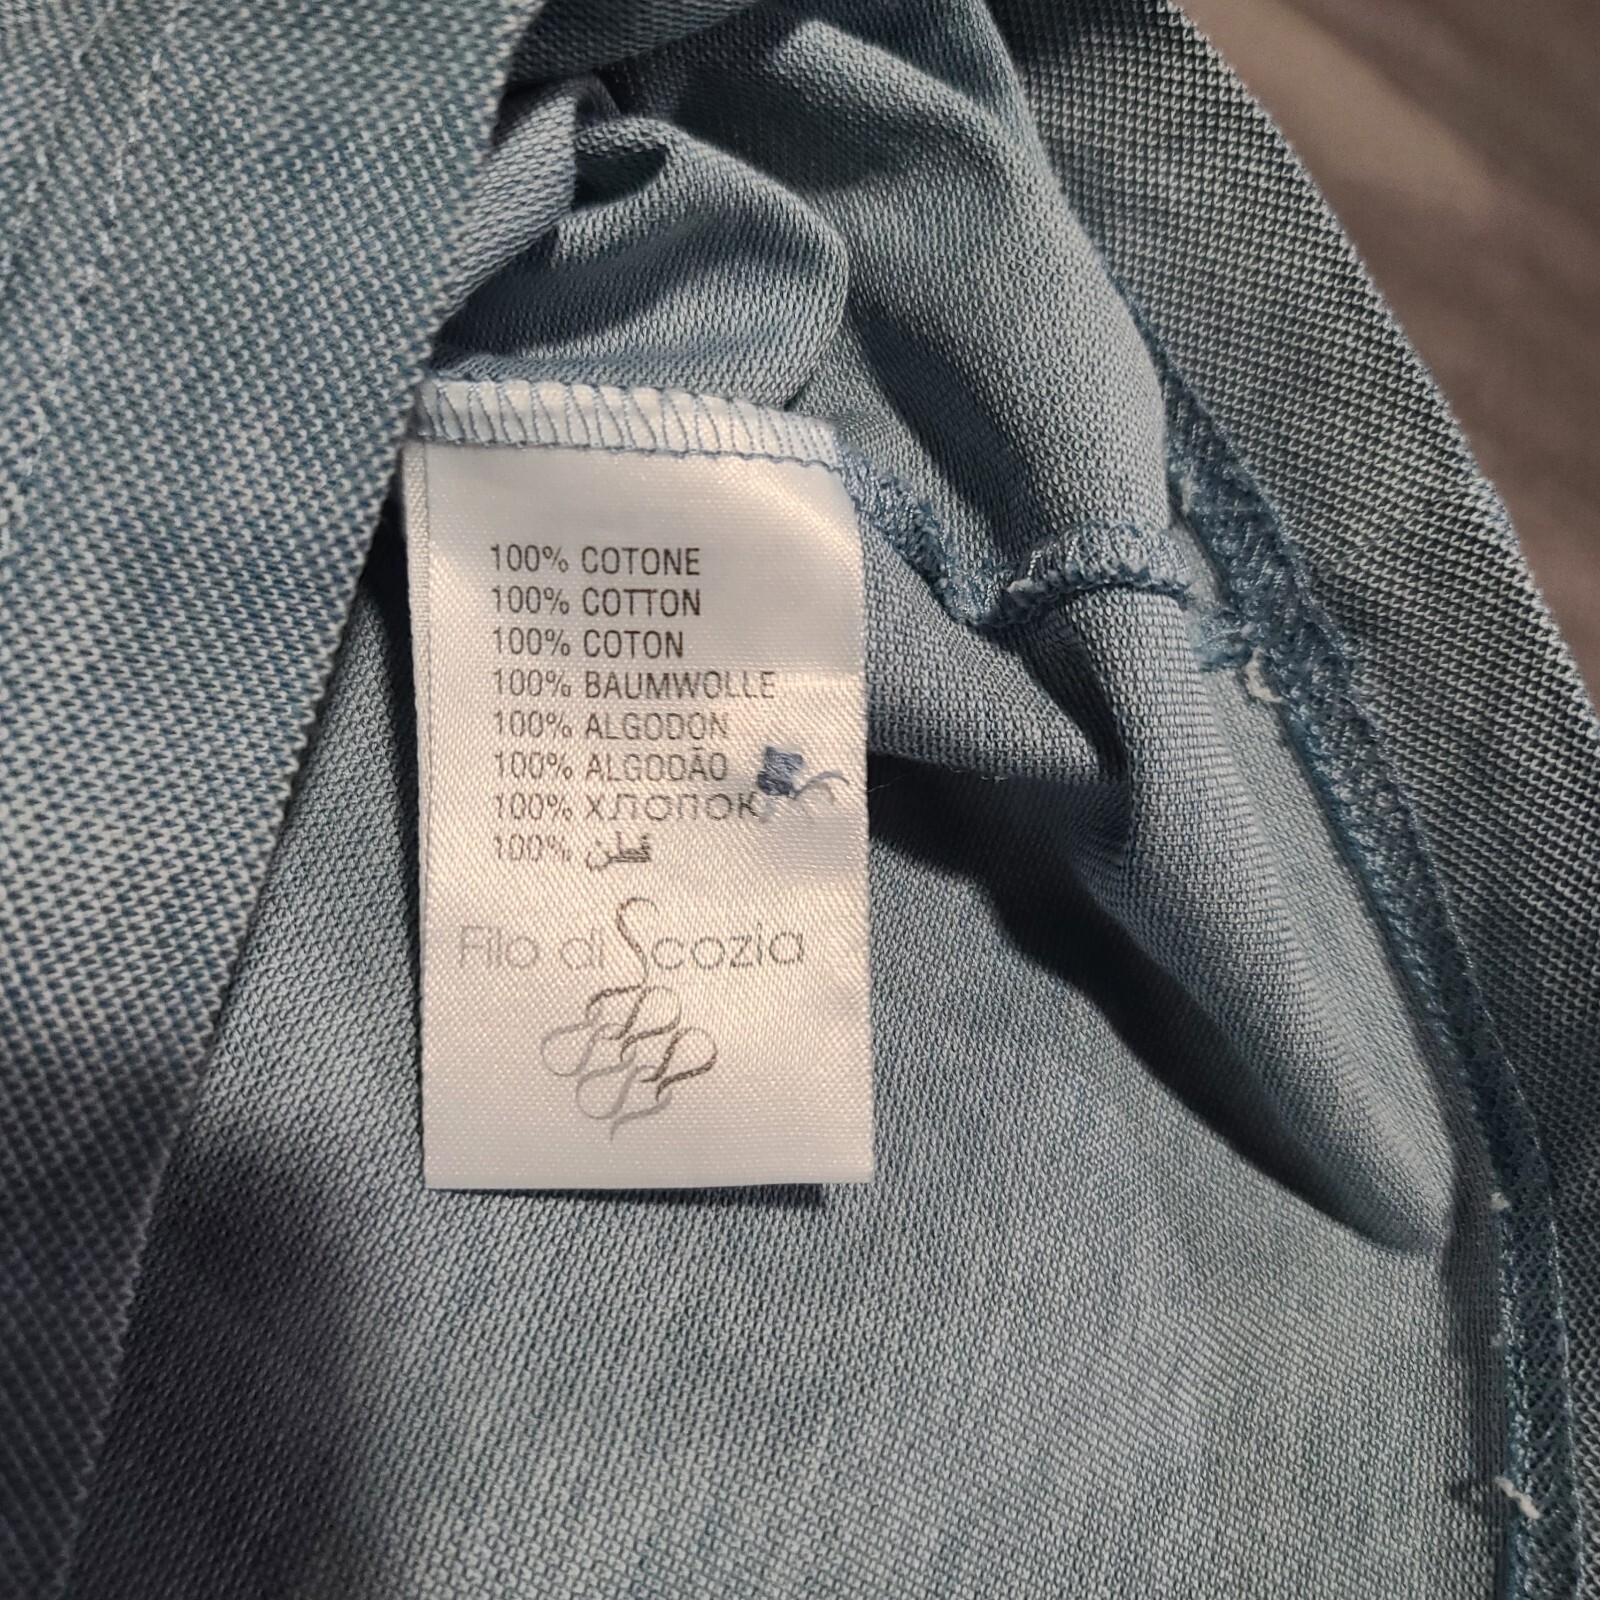 100% COTONE
100% COTTON
100% COTON
100% BAUMWOLLE
100% ALGODON
100% ALGODÃO
100% ХЛОПОК
100% قطن
Filo di Scozia